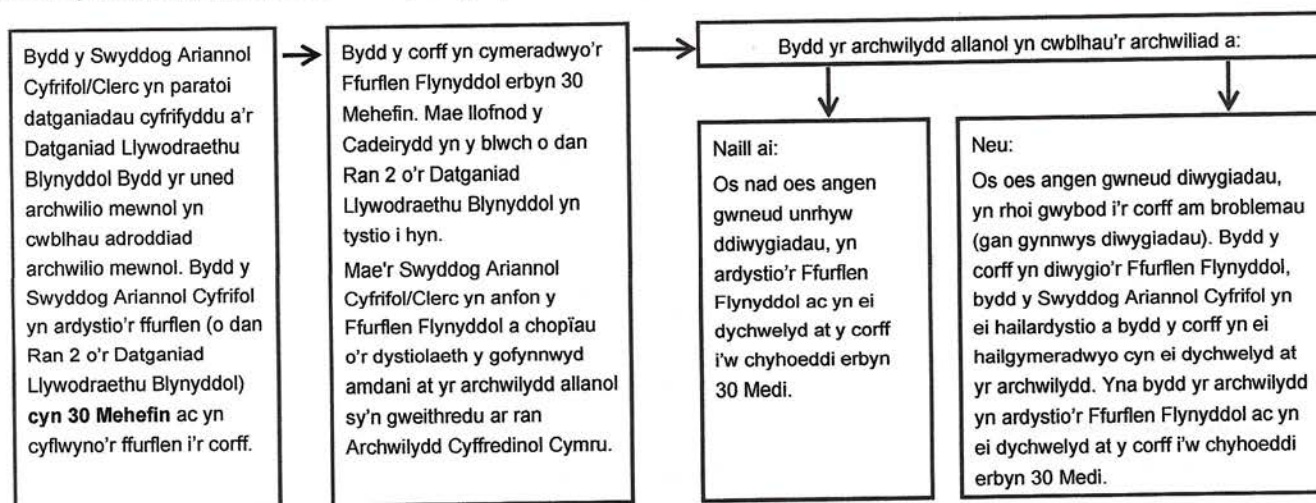 Bydd y Swyddog Ariannol
Cyfrifol/Clerc yn paratoi
datganiadau cyfrifyddu a'r
Datganiad Llywodraethu
Blynyddol Bydd yr uned
archwilio mewnol yn
cwblhau adroddiad
archwilio mewnol. Bydd y
Swyddog Ariannol Cyfrifol
yn ardystio'r ffurflen (o dan
Ran 2 o'r Datganiad
Llywodraethu Blynyddol)
cyn 30 Mehefin ac yn
cyflwyno'r ffurflen i'r corff.
Bydd y corff yn cymeradwyo'r
Ffurflen Flynyddol erbyn 30
Mehefin. Mae llofnod y
Cadeirydd yn y blwch o dan
Ran 2 o'r Datganiad
Llywodraethu Blynyddol yn
tystio i hyn.
Mae'r Swyddog Ariannol
Cyfrifol/Clerc yn anfon y
Ffurflen Flynyddol a chopïau
o'r dystiolaeth y gofynnwyd
amdani at yr archwilydd allanol
sy'n gweithredu ar ran
Archwilydd Cyffredinol Cymru.
Bydd yr archwilydd allanol yn cwblhau'r archwiliad a:
Naill ai:
Os nad oes angen
gwneud unrhyw
ddiwygiadau, yn
ardystio'r Ffurflen
Flynyddol ac yn ei
dychwelyd at y corff
i'w chyhoeddi erbyn
30 Medi.
Neu:
Os oes angen gwneud diwygiadau,
yn rhoi gwybod i'r corff am broblemau
(gan gynnwys diwygiadau). Bydd y
corff yn diwygio'r Ffurflen Flynyddol,
bydd y Swyddog Ariannol Cyfrifol yn
ei hailardystio a bydd y corff yn ei
hailgymeradwyo cyn ei dychwelyd at
yr archwilydd. Yna bydd yr archwilydd
yn ardystio'r Ffurflen Flynyddol ac yn
ei dychwelyd at y corff i'w chyhoeddi
erbyn 30 Medi.